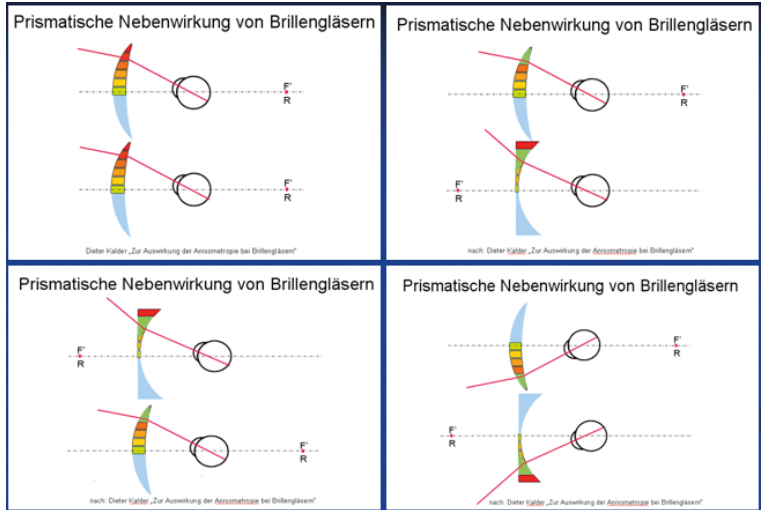 Prismatische Nebenwirkung von Brillengläsern
F'
R
F'
R
Dieter Kalder „Zur Auswirkung der Anisometropie bei Brillengläsern"
Prismatische Nebenwirkung von Brillengläsern
F'
R
F'
R
nach: Dieter Kalder „Zur Auswirkung der Anisometropie bei Brillengläsern"
Prismatische Nebenwirkung von Brillengläsern
F'
R
F'
R
nach: Dieter Kalder „Zur Auswirkung der Anisometropie bei Brillengläsern"
Prismatische Nebenwirkung von Brillengläsern
F'
R
F'
R
nach: Dieter Kalder „Zur Auswirkung der Anisometropie bei Brillengläsern"